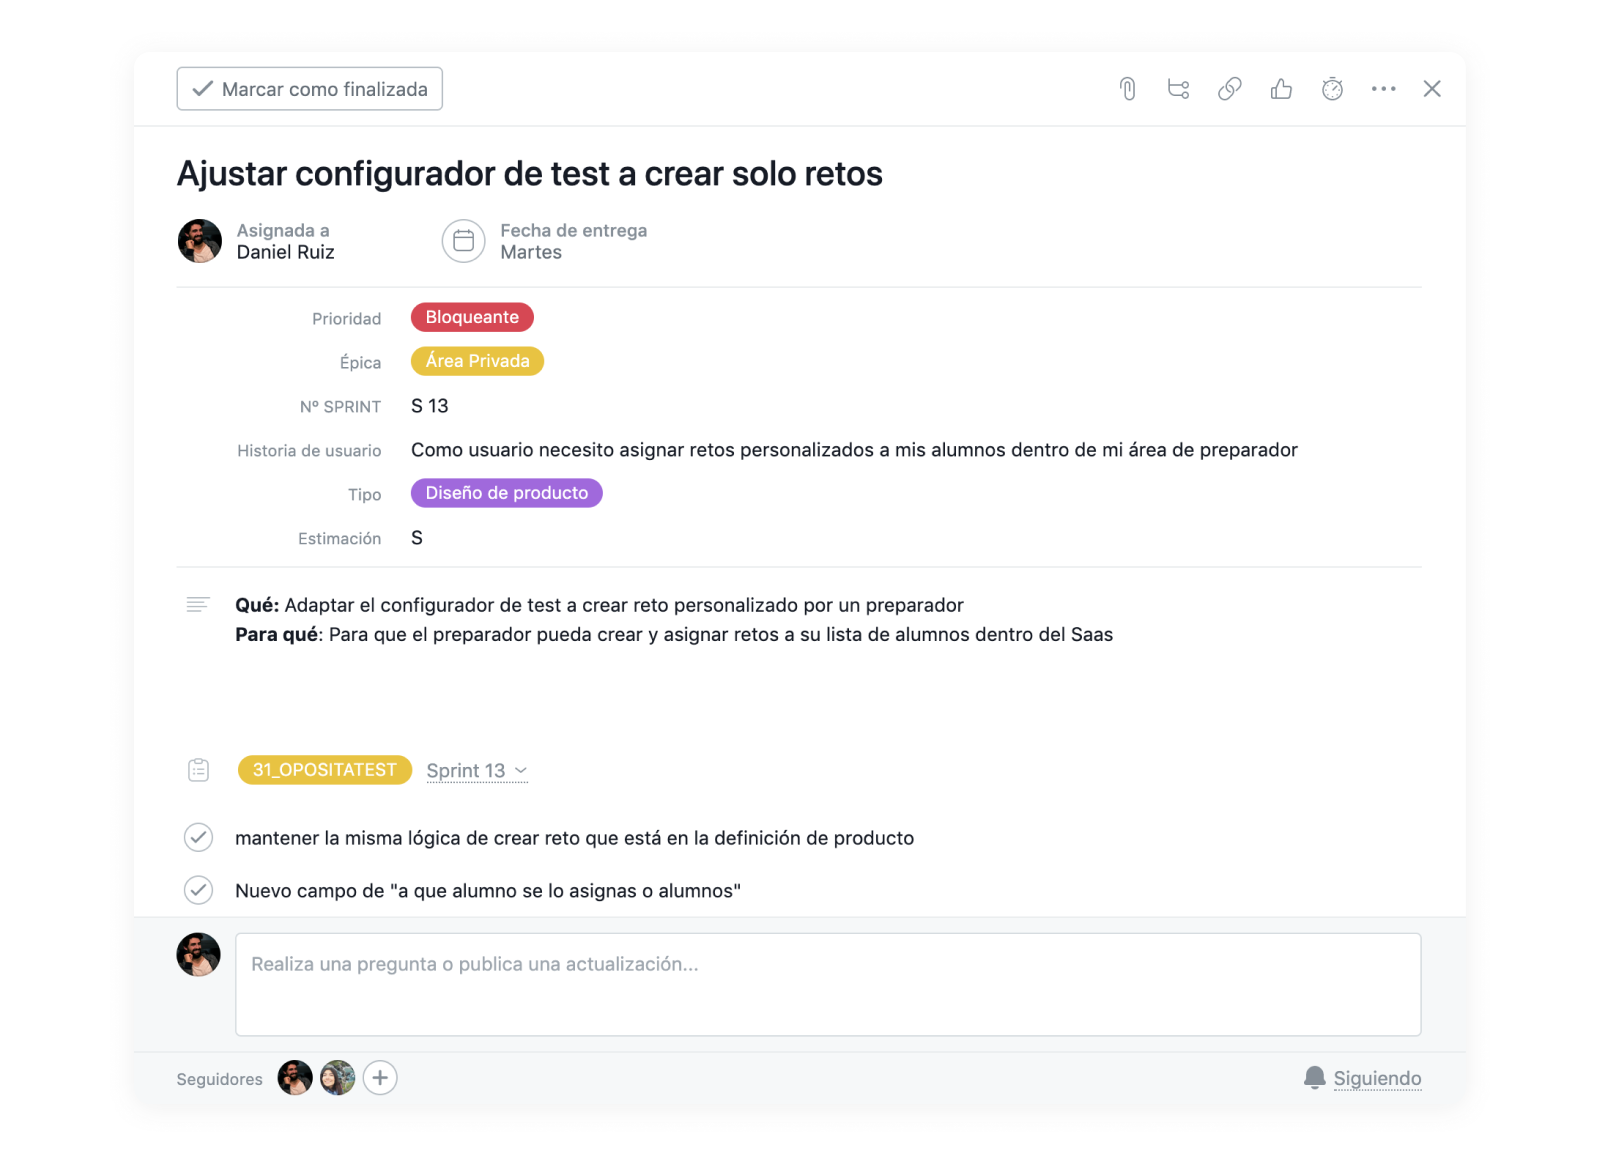 Marcar como finalizada
Ajustar configurador de test a crear solo retos
Asignada a
Daniel Ruiz
Fecha de entrega
Martes
Prioridad
Bloqueante
Épica
Área Privada
Nº SPRINT
S 13
Historia de usuario
Como usuario necesito asignar retos personalizados a mis alumnos dentro de mi área de preparador
Tipo
Diseño de producto
Estimación
S
Qué: Adaptar el configurador de test a crear reto personalizado por un preparador
Para qué: Para que el preparador pueda crear y asignar retos a su lista de alumnos dentro del Saas
31_OPOSITATEST
Sprint 13
mantener la misma lógica de crear reto que está en la definición de producto
Nuevo campo de "a que alumno se lo asignas o alumnos"
Realiza una pregunta o publica una actualización...
Seguidores
Siguiendo